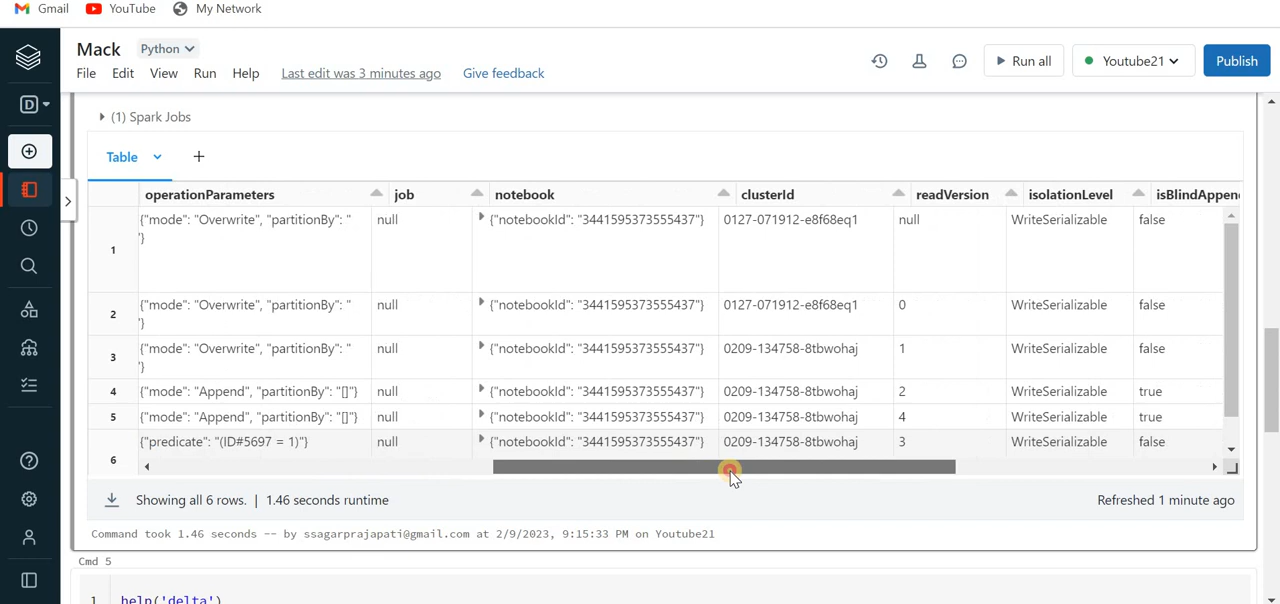 Gmail YouTube My Network
Mack Python
File Edit View Run Help Last edit was 3 minutes ago Give feedback
Run all Youtube21 Publish
D
(1) Spark Jobs
Table +
operationParameters job notebook clusterId readVersion isolationLevel isBlindAppen
1 {"mode": "Overwrite", "partitionBy": " null {"notebookId": "3441595373555437"} 0127-071912-e8f68eq1 null WriteSerializable false
'}
2 {"mode": "Overwrite", "partitionBy": " null {"notebookId": "3441595373555437"} 0127-071912-e8f68eq1 0 WriteSerializable false
'}
3 {"mode": "Overwrite", "partitionBy": " null {"notebookId": "3441595373555437"} 0209-134758-8tbwohaj 1 WriteSerializable false
'}
4 {"mode": "Append", "partitionBy": "[]"} null {"notebookId": "3441595373555437"} 0209-134758-8tbwohaj 2 WriteSerializable true
5 {"mode": "Append", "partitionBy": "[]"} null {"notebookId": "3441595373555437"} 0209-134758-8tbwohaj 4 WriteSerializable true
6 {"predicate": "(ID#5697 = 1)"} null {"notebookId": "3441595373555437"} 0209-134758-8tbwohaj 3 WriteSerializable false
Showing all 6 rows. | 1.46 seconds runtime Refreshed 1 minute ago
Command took 1.46 seconds -- by ssagarprajapati@gmail.com at 2/9/2023, 9:15:33 PM on Youtube21
Cmd 5
1 help('delta')